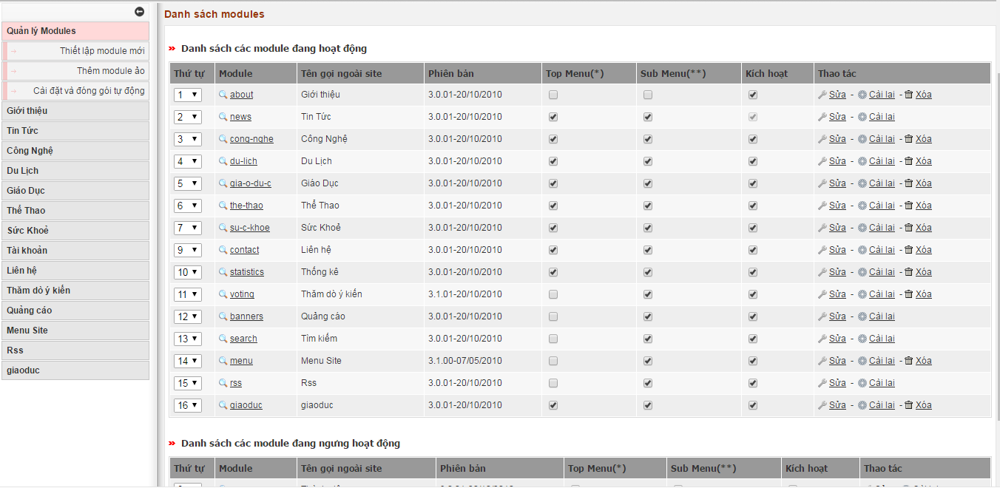 Danh sách modules
Quản lý Modules
Thiết lập module mới
Thêm module ảo
Cài đặt và đóng gói tự động
Giới thiệu
Tin Tức
Công Nghệ
Du Lịch
Giáo Dục
Thể Thao
Sức Khoẻ
Tài khoản
Liên hệ
Thăm dò ý kiến
Quảng cáo
Menu Site
Rss
giaoduc
Danh sách các module đang hoạt động
Thứ tự Module Tên gọi ngoài site Phiên bản Top Menu(*) Sub Menu(**) Kích hoạt Thao tác
1 about Giới thiệu 3.0.01-20/10/2010 Sửa - Cài lại - Xóa
2 news Tin Tức 3.0.01-20/10/2010 Sửa - Cài lại
3 cong-nghe Công Nghệ 3.0.01-20/10/2010 Sửa - Cài lại - Xóa
4 du-lich Du Lịch 3.0.01-20/10/2010 Sửa - Cài lại - Xóa
5 gia-o-du-c Giáo Dục 3.0.01-20/10/2010 Sửa - Cài lại - Xóa
6 the-thao Thể Thao 3.0.01-20/10/2010 Sửa - Cài lại - Xóa
7 su-c-khoe Sức Khoẻ 3.0.01-20/10/2010 Sửa - Cài lại - Xóa
9 contact Liên hệ 3.0.01-20/10/2010 Sửa - Cài lại - Xóa
10 statistics Thống kê 3.0.01-20/10/2010 Sửa - Cài lại - Xóa
11 voting Thăm dò ý kiến 3.1.01-20/10/2010 Sửa - Cài lại - Xóa
12 banners Quảng cáo 3.0.01-20/10/2010 Sửa - Cài lại
13 search Tìm kiếm 3.0.01-20/10/2010 Sửa - Cài lại
14 menu Menu Site 3.1.00-07/05/2010 Sửa - Cài lại - Xóa
15 rss Rss 3.0.01-20/10/2010 Sửa - Cài lại
16 giaoduc giaoduc 3.0.01-20/10/2010 Sửa - Cài lại - Xóa
Danh sách các module đang ngưng hoạt động
Thứ tự Module Tên gọi ngoài site Phiên bản Top Menu(*) Sub Menu(**) Kích hoạt Thao tác